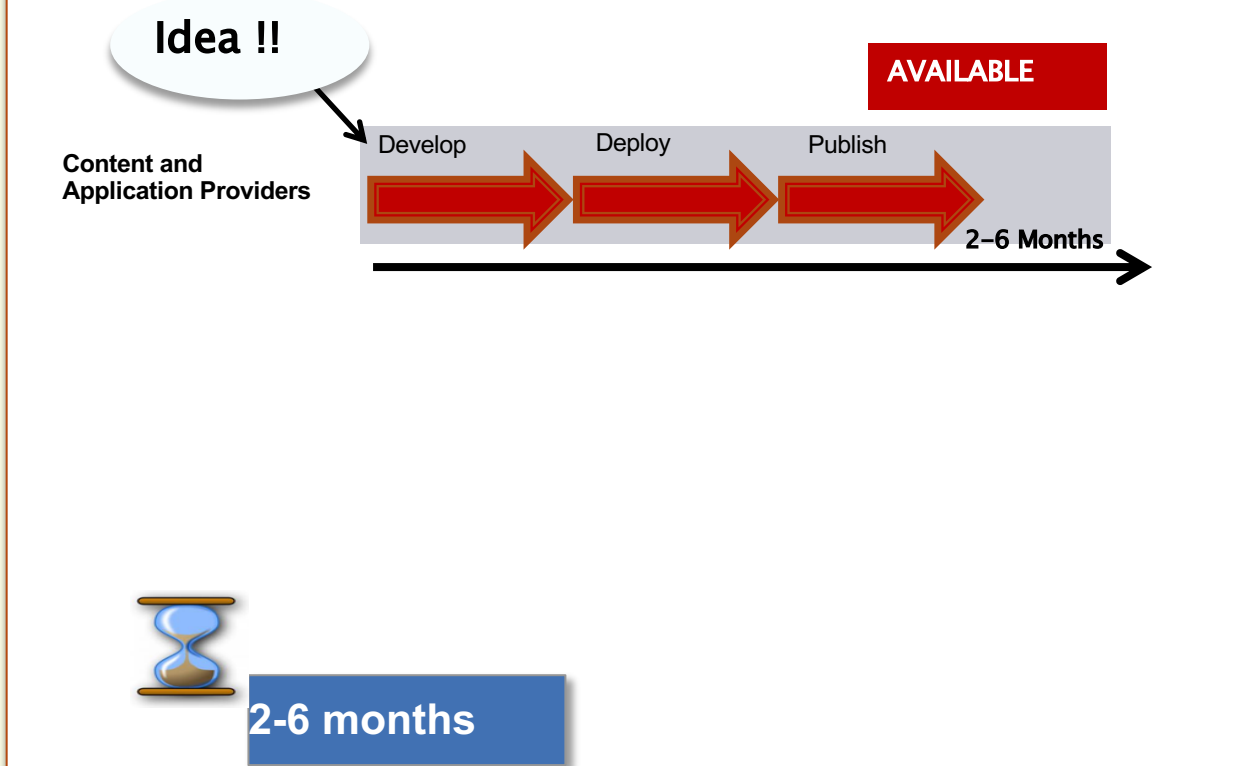 Idea !!
AVAILABLE
Develop
Deploy
Publish
Content and
Application Providers
2-6 Months
2-6 months